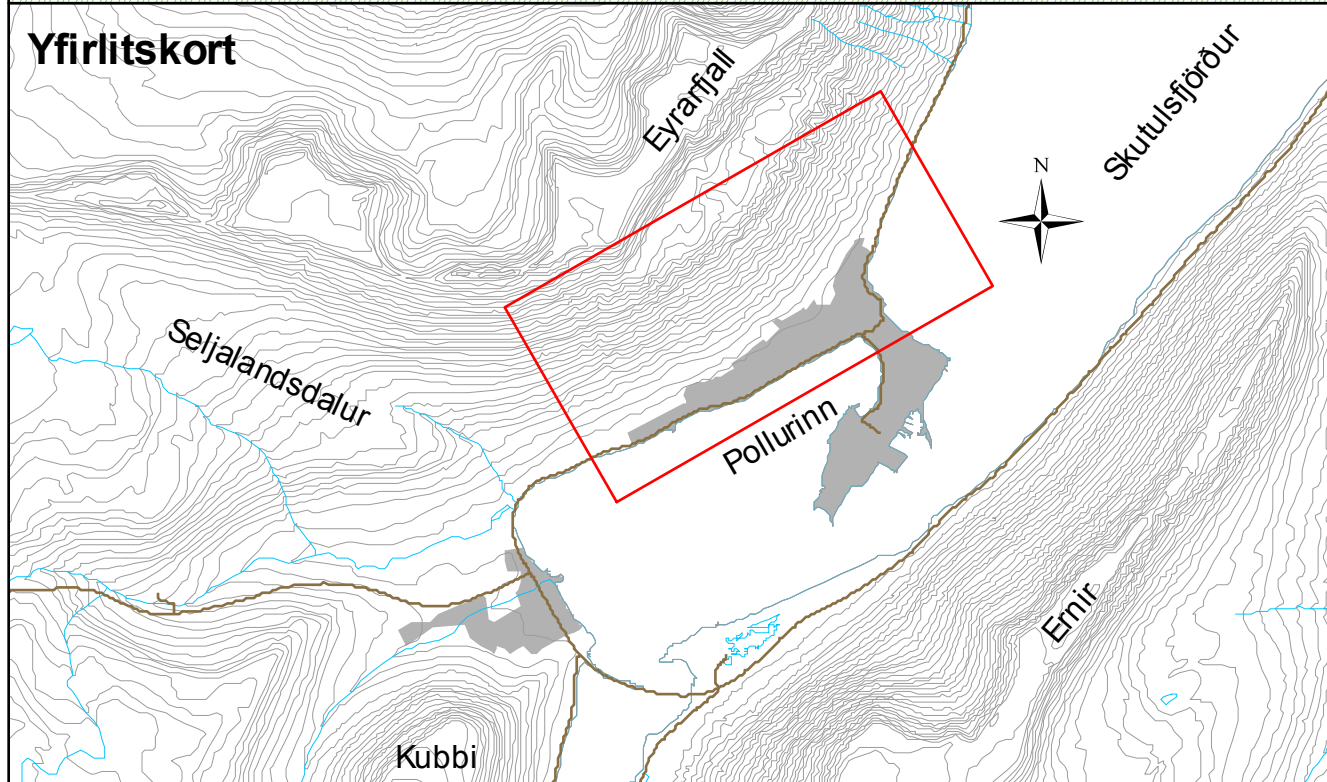 Yfirlitskort
Eyrarfjall
Skutulsfjörður
N
Seljalandsdalur
Pollurinn
Ernir
Kubbi